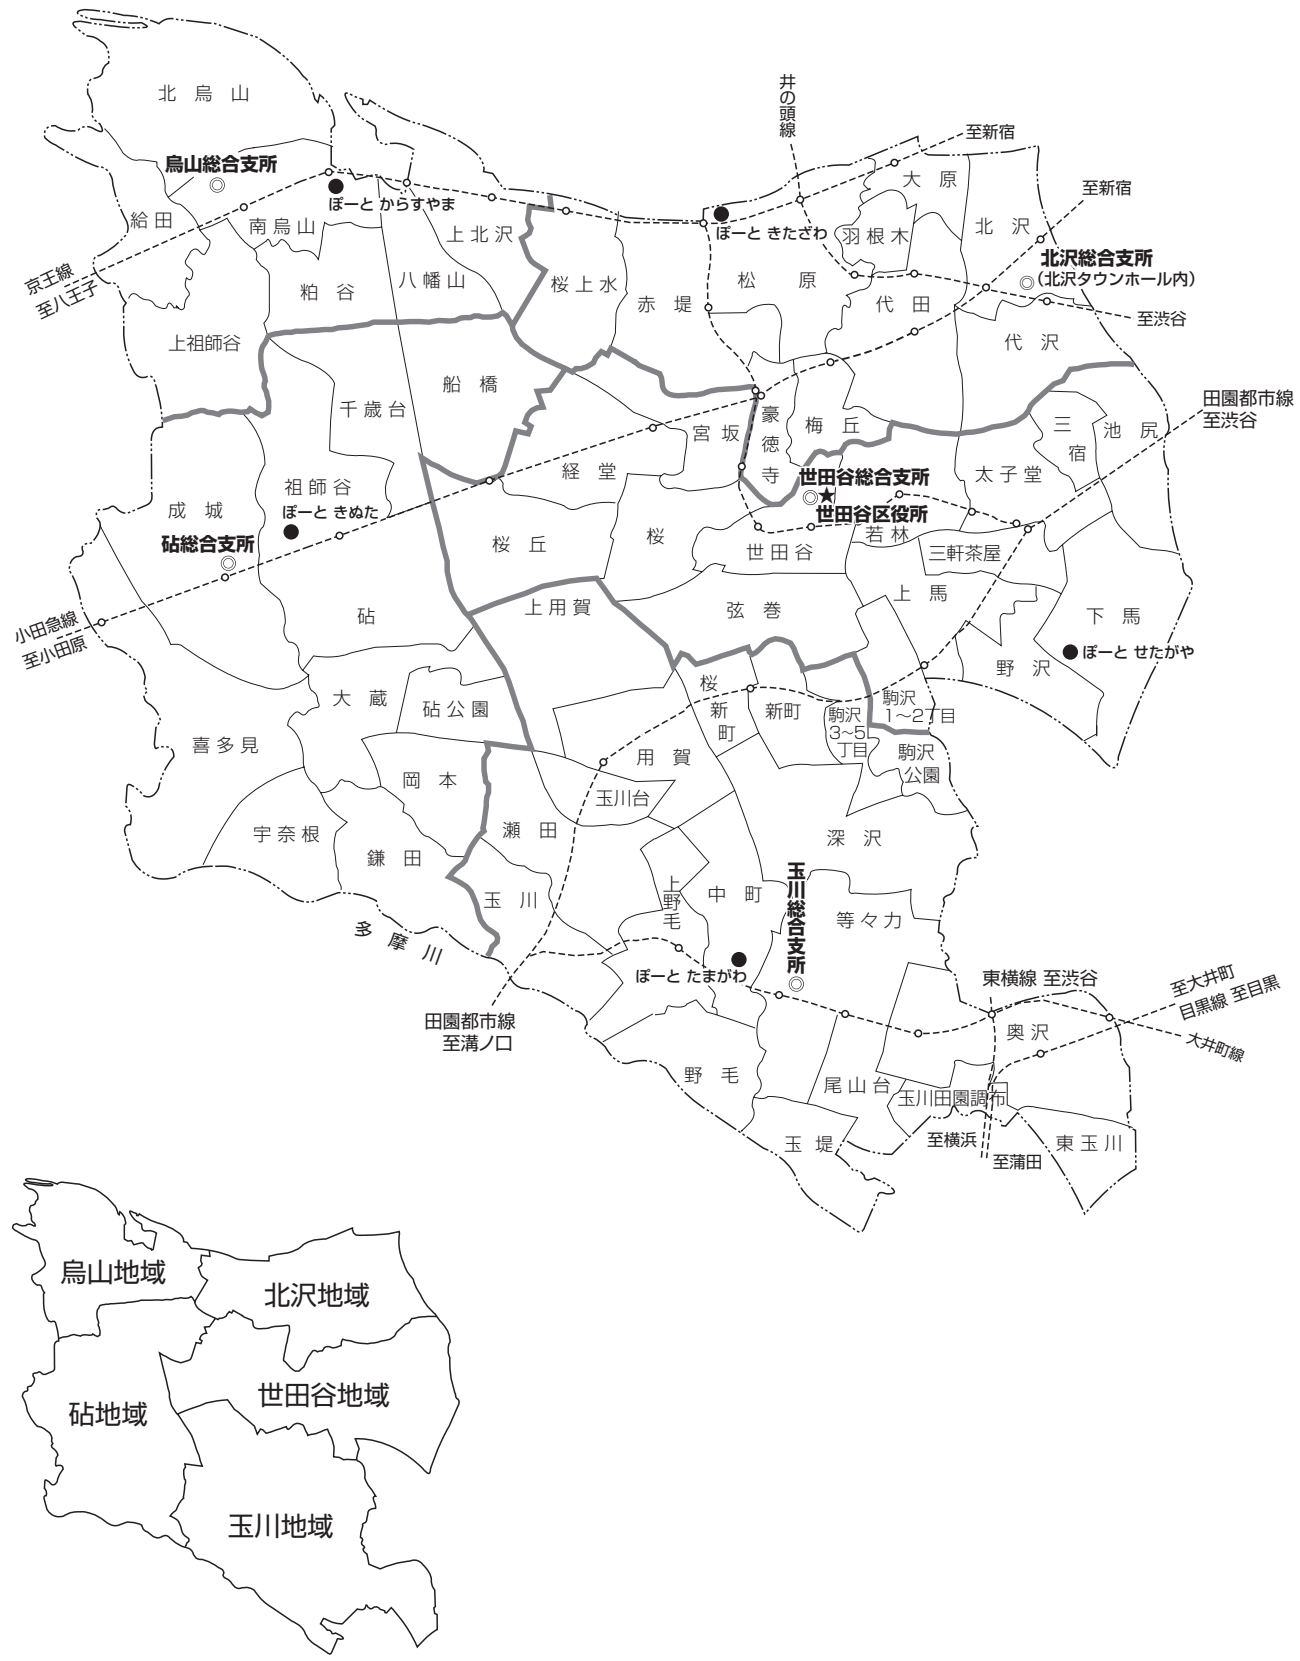 北烏山
井の頭線
至新宿
烏山総合支所
ぽーと からすやま
給田
南烏山
上北沢
大原
至新宿
ぽーと きたざわ
羽根木
北沢
北沢総合支所
(北沢タウンホール内)
京王線
至八王子
粕谷
八幡山
桜上水
赤堤
松原
代田
至渋谷
上祖師谷
代沢
船橋
千歳台
田園都市線
至渋谷
宮坂
豪徳寺
梅丘
三宿
池尻
経堂
太子堂
祖師谷
成城
ぽーと きぬた
砧総合支所
世田谷総合支所
世田谷区役所
桜丘
桜
世田谷
若林
三軒茶屋
小田急線
至小田原
砧
上用賀
弦巻
上馬
下馬
ぽーと せたがや
野沢
大蔵
砧公園
桜新町
新町
駒沢
1〜2丁目
駒沢
3〜5
丁目
駒沢
公園
喜多見
用賀
岡本
玉川台
宇奈根
鎌田
瀬田
深沢
玉川
上野毛
中町
玉川総合支所
等々力
多摩川
ぽーと たまがわ
東横線 至渋谷
至大井町
目黒線 至目黒
大井町線
田園都市線
至溝ノ口
奥沢
野毛
尾山台
玉川田園調布
玉堤
至横浜
至蒲田
東玉川
烏山地域
北沢地域
砧地域
世田谷地域
玉川地域